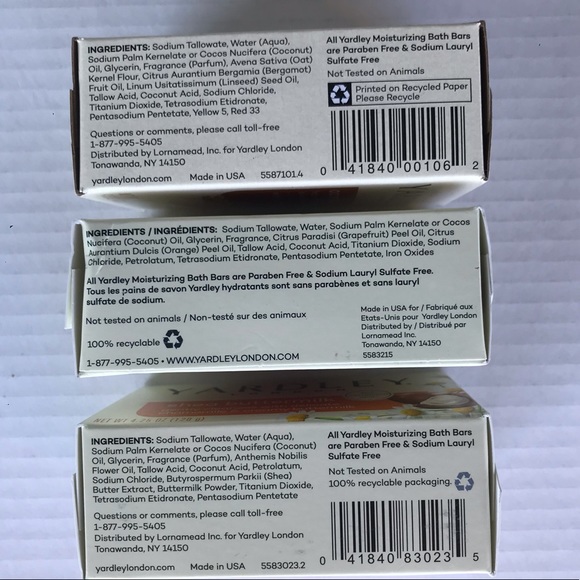 INGREDIENTS: Sodium Tallowate, Water (Aqua),
Sodium Palm Kernelate or Cocos Nucifera (Coconut)
Oil, Glycerin, Fragrance (Parfum), Avena Sativa (Oat)
Kernel Flour, Citrus Aurantium Bergamia (Bergamot)
Fruit Oil, Linum Usitatissimum (Linseed) Seed Oil,
Tallow Acid, Coconut Acid, Sodium Chloride,
Titanium Dioxide, Tetrasodium Etidronate,
Pentasodium Pentetate, Yellow 5, Red 33
Questions or comments, please call toll-free
1-877-995-5405
Distributed by Lornamead, Inc. for Yardley London
Tonawanda, NY 14150
yardleylondon.com Made in USA 5587101.4
All Yardley Moisturizing Bath Bars
are Paraben Free & Sodium Lauryl
Sulfate Free
Not Tested on Animals
Printed on Recycled Paper
Please Recycle
0 41840 00106 2
INGREDIENTS / INGRÉDIENTS: Sodium Tallowate, Water, Sodium Palm Kernelate or Cocos
Nucifera (Coconut) Oil, Glycerin, Fragrance, Citrus Paradisi (Grapefruit) Peel Oil, Citrus
Aurantium Dulcis (Orange) Peel Oil, Tallow Acid, Coconut Acid, Titanium Dioxide, Sodium
Chloride, Petrolatum, Tetrasodium Etidronate, Pentasodium Pentetate, Iron Oxides
All Yardley Moisturizing Bath Bars are Paraben Free & Sodium Lauryl Sulfate Free.
Tous les pains de savon Yardley hydratants sont sans parabènes et sans lauryl
sulfate de sodium.
Not tested on animals / Non-testé sur des animaux
100% recyclable
1-877-995-5405 • WWW.YARDLEYLONDON.COM
Made in USA for / Fabriqué aux
Etats-Unis pour Yardley London
Distributed by / Distribué par
Lornamead Inc.
Tonawanda, NY 14150
5583215
YARDLEY
NET WT 4.25 OZ (120 g)
INGREDIENTS: Sodium Tallowate, Water (Aqua),
Sodium Palm Kernelate or Cocos Nucifera (Coconut)
Oil, Glycerin, Fragrance (Parfum), Anthemis Nobilis
Flower Oil, Tallow Acid, Coconut Acid, Petrolatum,
Sodium Chloride, Butyrospermum Parkii (Shea)
Butter Extract, Buttermilk Powder, Titanium Dioxide,
Tetrasodium Etidronate, Pentasodium Pentetate
Questions or comments, please call toll-free
1-877-995-5405
Distributed by Lornamead Inc. for Yardley London
Tonawanda, NY 14150
yardleylondon.com Made in USA 5583023.2
All Yardley Moisturizing Bath Bars
are Paraben Free & Sodium Lauryl
Sulfate Free
Not Tested on Animals
100% recyclable packaging.
0 41840 83023 5